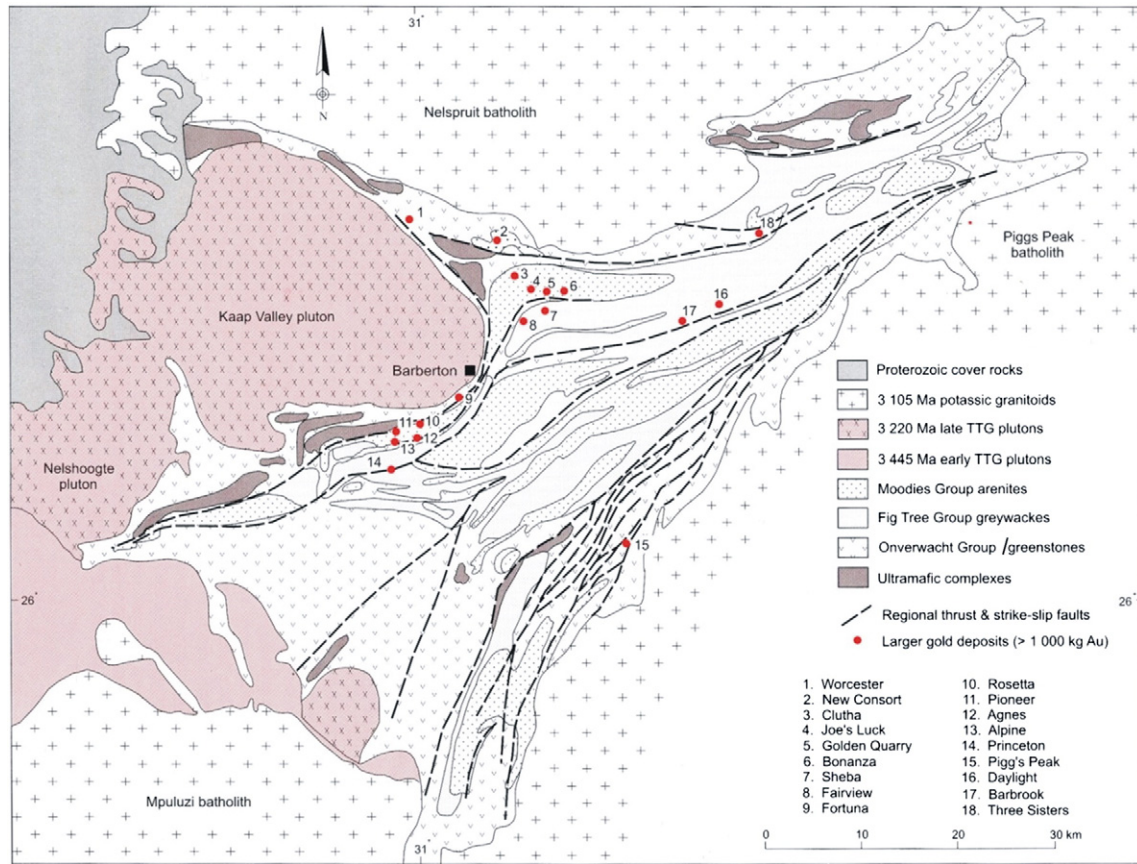 31°
N
Nelspruit batholith
1
2
18
Piggs Peak
batholith
3
4 5 6
16
7
Kaap Valley pluton
8
17
Barberton
9
11 10
12
13
14
Nelshoogte
pluton
15
26°
26°
Mpuluzi batholith
31°
Proterozoic cover rocks
3 105 Ma potassic granitoids
3 220 Ma late TTG plutons
3 445 Ma early TTG plutons
Moodies Group arenites
Fig Tree Group greywackes
Onverwacht Group /greenstones
Ultramafic complexes
Regional thrust & strike-slip faults
Larger gold deposits (> 1 000 kg Au)
1. Worcester
2. New Consort
3. Clutha
4. Joe's Luck
5. Golden Quarry
6. Bonanza
7. Sheba
8. Fairview
9. Fortuna
10. Rosetta
11. Pioneer
12. Agnes
13. Alpine
14. Princeton
15. Pigg's Peak
16. Daylight
17. Barbrook
18. Three Sisters
0 10 20 30 km